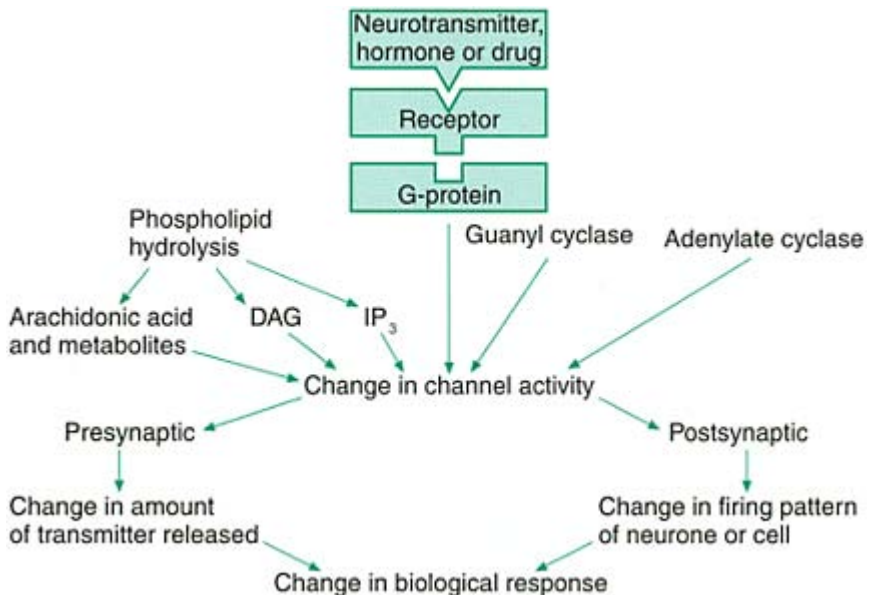 Neurotransmitter,
hormone or drug
Receptor
G-protein
Phospholipid
hydrolysis
Guanyl cyclase
Adenylate cyclase
Arachidonic acid
and metabolites
DAG
IP₃
Change in channel activity
Presynaptic
Postsynaptic
Change in amount
of transmitter released
Change in firing pattern
of neurone or cell
Change in biological response